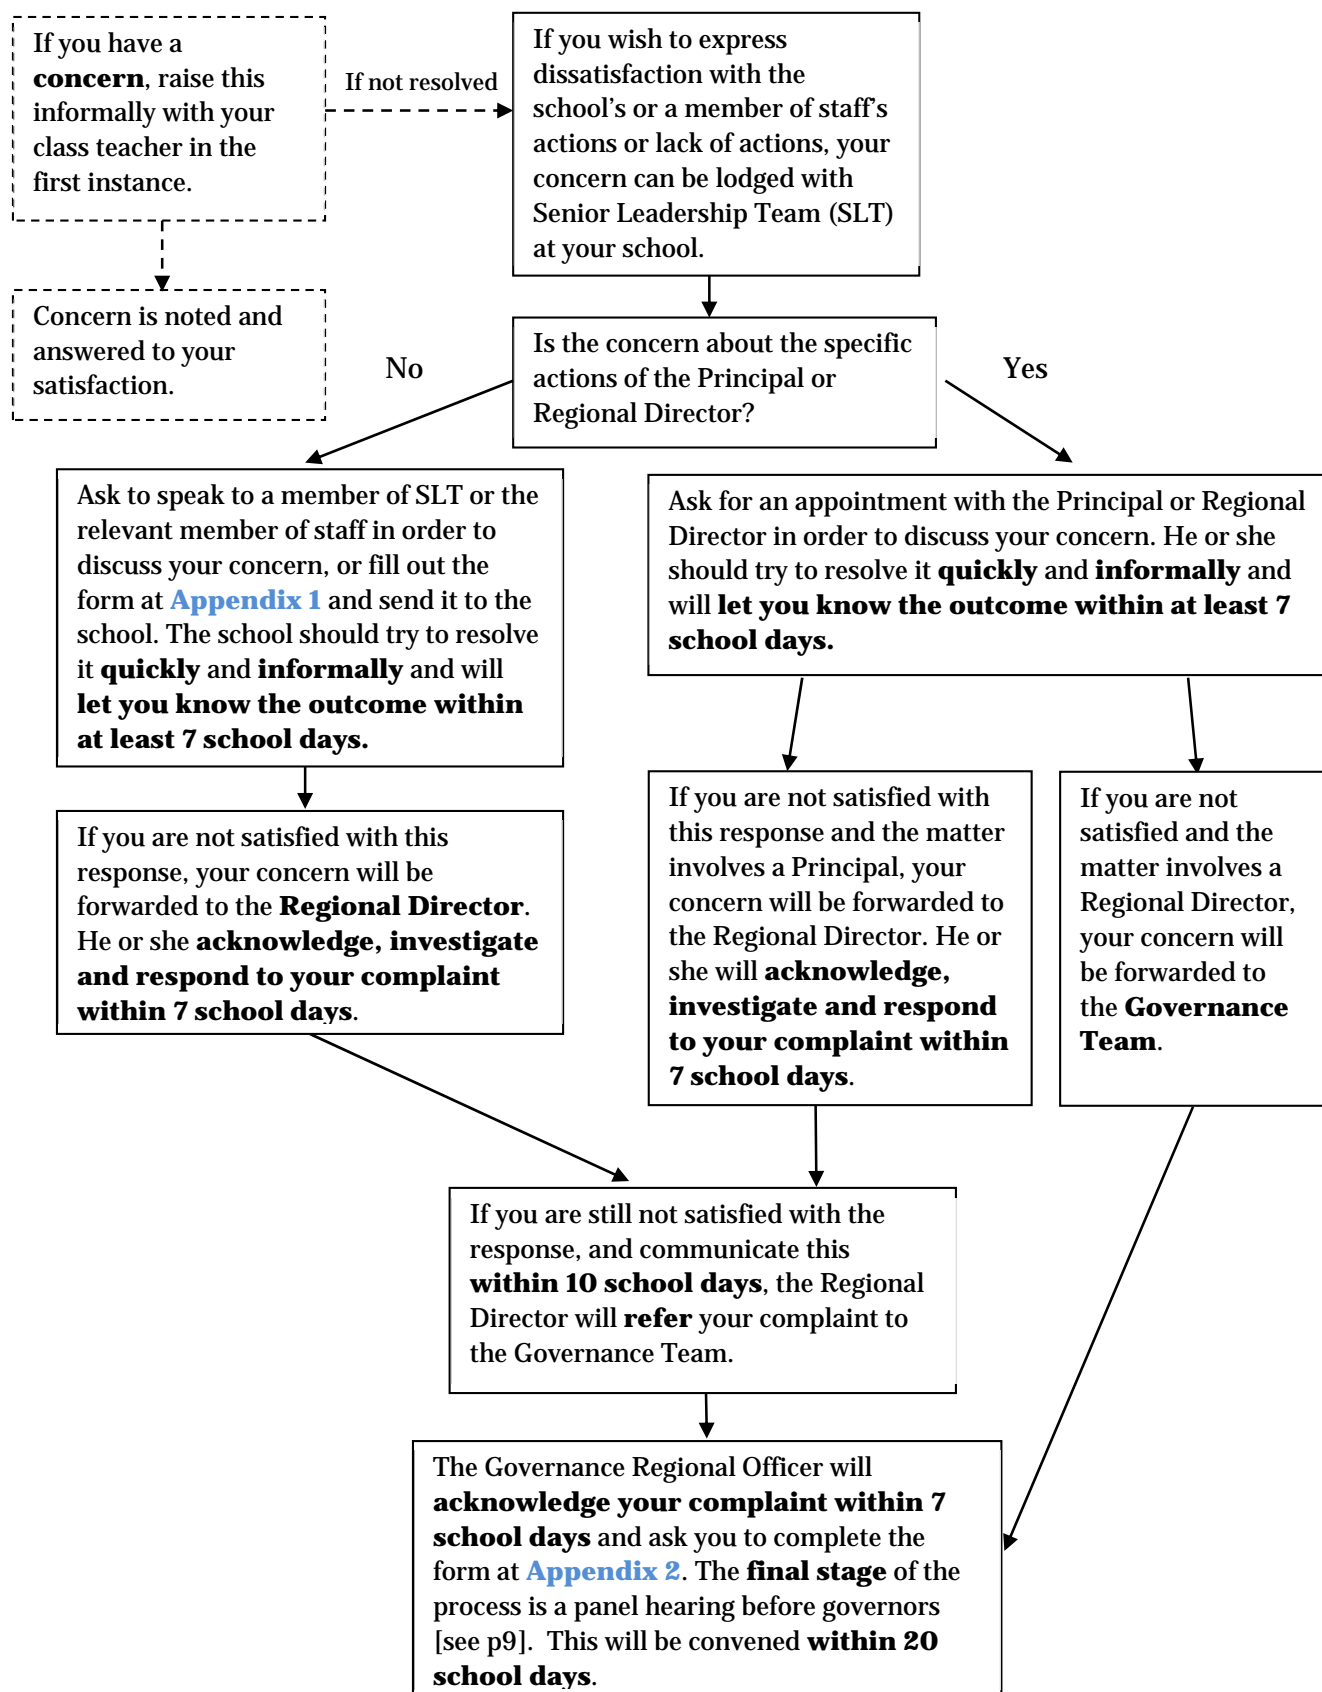 If you have a
concern, raise this
informally with your
class teacher in the
first instance.
If not resolved
If you wish to express
dissatisfaction with the
school's or a member of staff's
actions or lack of actions, your
concern can be lodged with
Senior Leadership Team (SLT)
at your school.
Concern is noted and
answered to your
satisfaction.
No
Is the concern about the specific
actions of the Principal or
Regional Director?
Yes
Ask to speak to a member of SLT or the
relevant member of staff in order to
discuss your concern, or fill out the
form at Appendix 1 and send it to the
school. The school should try to resolve
it quickly and informally and will
let you know the outcome within
at least 7 school days.
Ask for an appointment with the Principal or Regional
Director in order to discuss your concern. He or she
should try to resolve it quickly and informally and
will let you know the outcome within at least 7
school days.
If you are not satisfied with this
response, your concern will be
forwarded to the Regional Director.
He or she acknowledge, investigate
and respond to your complaint
within 7 school days.
If you are not satisfied with
this response and the matter
involves a Principal, your
concern will be forwarded to
the Regional Director. He or
she will acknowledge,
investigate and respond
to your complaint within
7 school days.
If you are not
satisfied and the
matter involves a
Regional Director,
your concern will
be forwarded to
the Governance
Team.
If you are still not satisfied with the
response, and communicate this
within 10 school days, the Regional
Director will refer your complaint to
the Governance Team.
The Governance Regional Officer will
acknowledge your complaint within 7
school days and ask you to complete the
form at Appendix 2. The final stage of the
process is a panel hearing before governors
[see p9].  This will be convened within 20
school days.